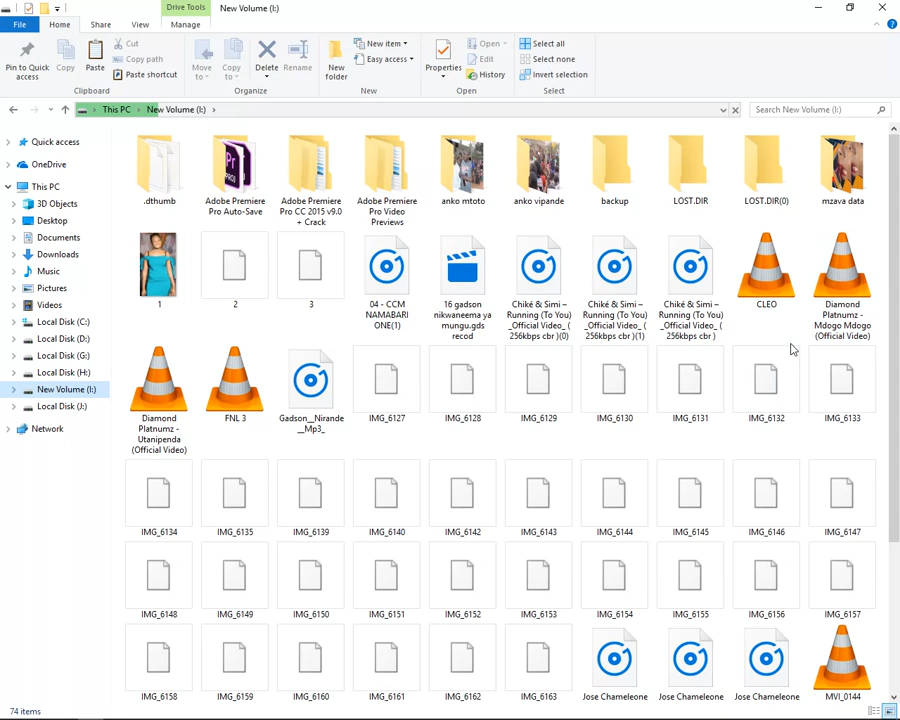 Drive Tools
New Volume (I:)
File
Home
Share
View
Manage
Pin to Quick access
Copy
Paste
Cut
Copy path
Paste shortcut
Clipboard
Move to
Copy to
Delete
Rename
Organize
New folder
New item
Easy access
New
Properties
Open
Edit
History
Open
Select all
Select none
Invert selection
Select
This PC
New Volume (I:)
Search New Volume (I:)
Quick access
OneDrive
This PC
3D Objects
Desktop
Documents
Downloads
Music
Pictures
Videos
Local Disk (C:)
Local Disk (D:)
Local Disk (G:)
Local Disk (H:)
New Volume (I:)
Local Disk (J:)
Network
.dthumb
Adobe Premiere Pro Auto-Save
Adobe Premiere Pro CC 2015 v9.0 + Crack
Adobe Premiere Pro Video Previews
anko mtoto
anko vipande
backup
LOST.DIR
LOST.DIR(0)
mzava data
1
2
3
04 - CCM NAMABARI ONE(1)
16 gadson nikwaneema ya mungu.gds recod
Chiké & Simi – Running (To You) _Official Video_ ( 256kbps cbr )(0)
Chiké & Simi – Running (To You) _Official Video_ ( 256kbps cbr )(1)
Chiké & Simi – Running (To You) _Official Video_ ( 256kbps cbr )
CLEO
Diamond Platnumz - Mdogo Mdogo (Official Video)
Diamond Platnumz - Utanipenda (Official Video)
FNL 3
Gadson__Nirande__Mp3_
IMG_6127
IMG_6128
IMG_6129
IMG_6130
IMG_6131
IMG_6132
IMG_6133
IMG_6134
IMG_6135
IMG_6139
IMG_6140
IMG_6142
IMG_6143
IMG_6144
IMG_6145
IMG_6146
IMG_6147
IMG_6148
IMG_6149
IMG_6150
IMG_6151
IMG_6152
IMG_6153
IMG_6154
IMG_6155
IMG_6156
IMG_6157
IMG_6158
IMG_6159
IMG_6160
IMG_6161
IMG_6162
IMG_6163
Jose Chameleone
Jose Chameleone
Jose Chameleone
MVI_0144
74 items